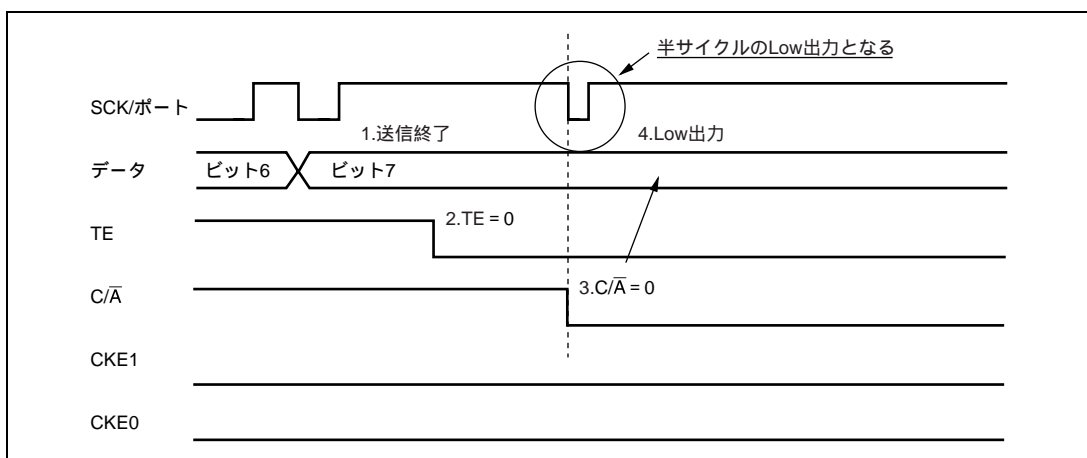 半サイクルのLow出力となる
SCK/ポート
1.送信終了
4.Low出力
データ
ビット6
ビット7
TE
2.TE = 0
C/A̅
3.C/A̅ = 0
CKE1
CKE0